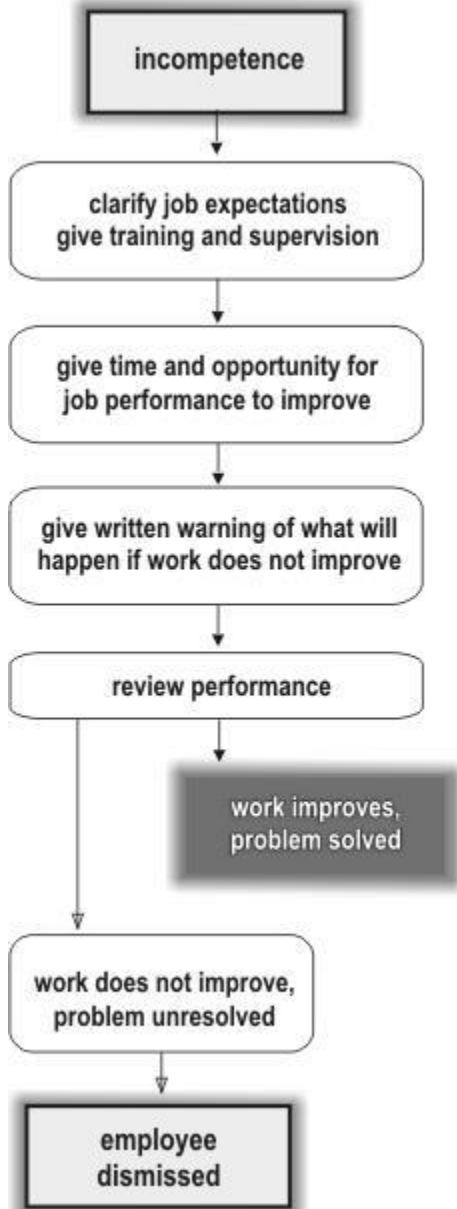 incompetence
clarify job expectations
give training and supervision
give time and opportunity for
job performance to improve
give written warning of what will
happen if work does not improve
review performance
work improves,
problem solved
work does not improve,
problem unresolved
employee
dismissed